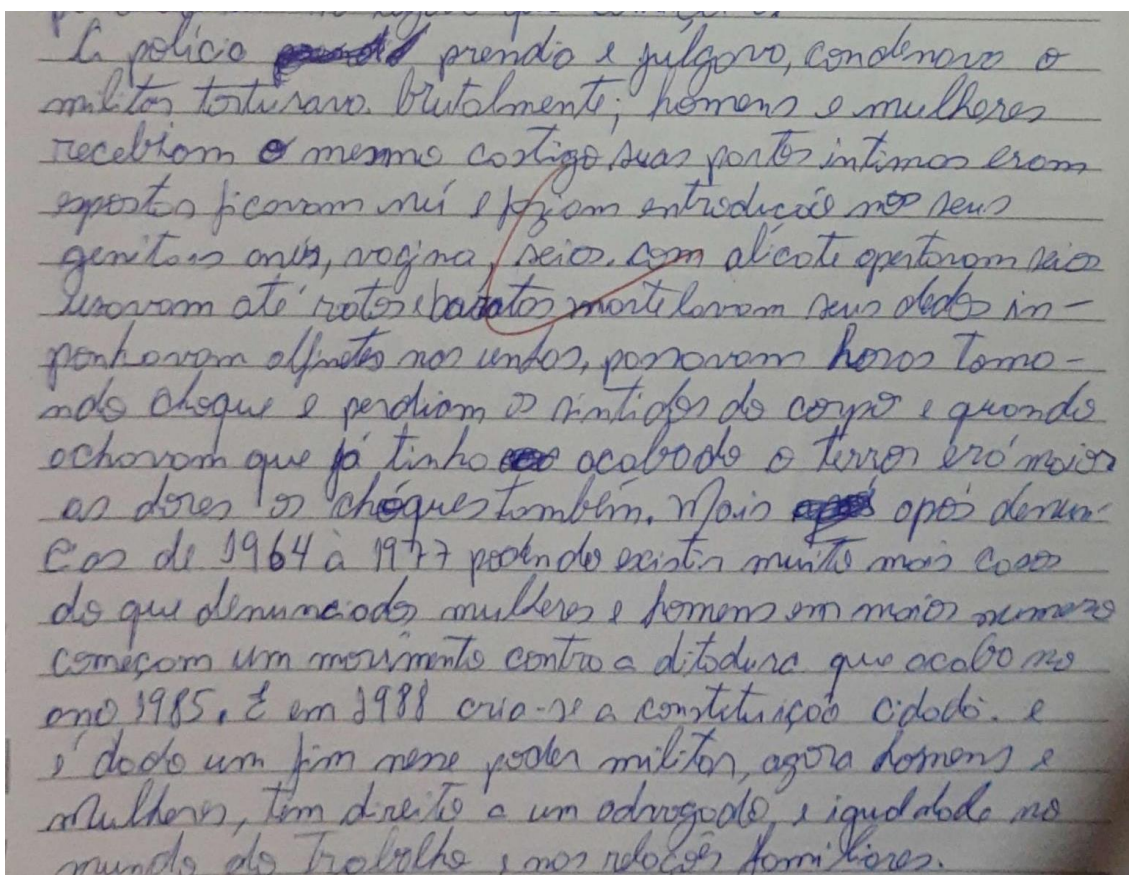 A polícia prendia e julgava, condenava o
militar torturava brutalmente; homens e mulheres
recebiam o mesmo castigo, suas partes intimas eram
expostas ficavam nú e faziam entrodução nos seus
genitais anus, vagina, seios. com alicate apertavam seios
usavam até ratos e baratas martelavam seus dedos in-
ponhavam alfinetes nas unhas, passavam horas toma-
ndo choque e perdiam os sintidos do corpo e quando
achavam que já tinha acabado o terror erá maior
as dores os chóques também. Mais após denun-
cias de 1964 à 1977 podendo existir muito mais casos
do que denunciados mulheres e homens em maior numero
começam um movimento contra a ditadura que acabo no
ano 1985. E em 1988 cria-se a constituição cidadã. e
é dado um fim nesse poder militar, agora homens e
mulheres, tem direito a um advogado, e igualdade no
mundo do trabalho e nas relações familiares.